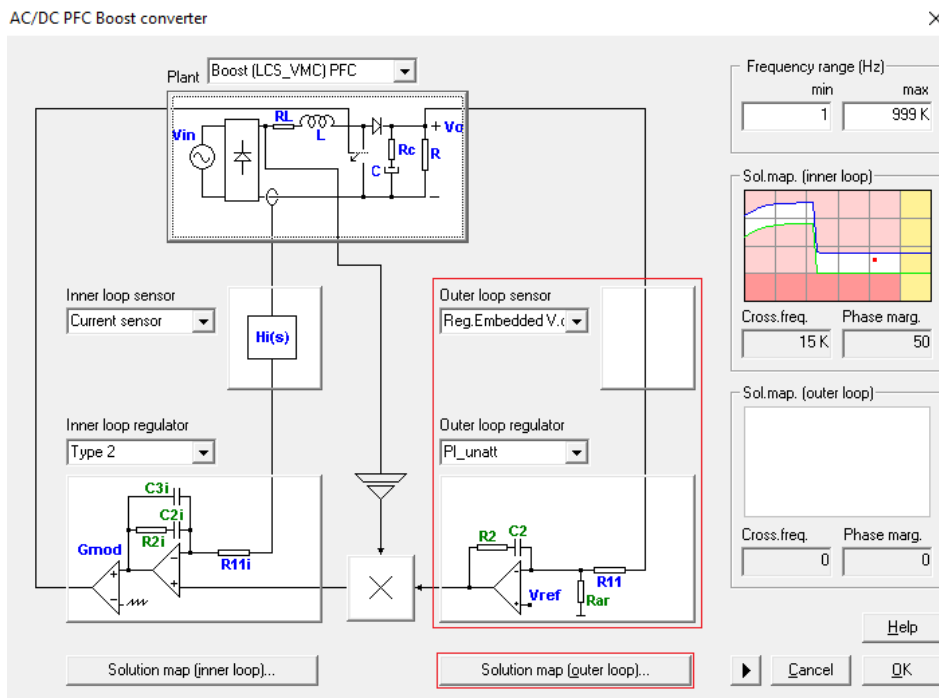 AC/DC PFC Boost converter
Plant
Boost (LCS_VMC) PFC
Vin
RL
L
+ Vo
Rc
R
C
−
Inner loop sensor
Current sensor
Hi(s)
Outer loop sensor
Reg.Embedded V.
Inner loop regulator
Type 2
C3i
C2i
R2i
Gmod
R11i
+
−
−
+
Outer loop regulator
PI_unatt
R2
C2
R11
−
+
Vref
Rar
Solution map (inner loop)...
Solution map (outer loop)...
Frequency range (Hz)
min
max
1
999 K
Sol.map. (inner loop)
Cross.freq.
Phase marg.
15 K
50
Sol.map. (outer loop)
Cross.freq.
Phase marg.
0
0
Help
Cancel
OK